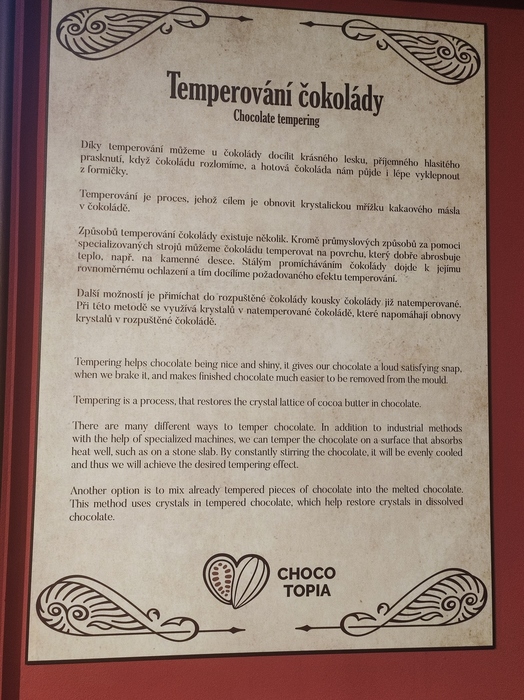 Temperování čokolády
Chocolate tempering
Díky temperování můžeme u čokolády docílit krásného lesku, příjemného hlasitého
prasknutí, když čokoládu rozlomíme, a hotová čokoláda nám půjde i lépe vyklepnout
z formičky.
Temperování je proces, jehož cílem je obnovit krystalickou mřížku kakaového másla
v čokoládě.
Způsobů temperování čokolády existuje několik. Kromě průmyslových způsobů za pomoci
specializovaných strojů můžeme čokoládu temperovat na povrchu, který dobře absrobuje
teplo, např. na kamenné desce. Stálým promícháváním čokolády dojde k jejímu
rovnoměrnému ochlazení a tím docílíme požadovaného efektu temperování.
Další možností je přimíchat do rozpuštěné čokolády kousky čokolády již natemperované.
Při této metodě se využívá krystalů v natemperované čokoládě, které napomáhají obnovy
krystalů v rozpuštěné čokoládě.
Tempering helps chocolate being nice and shiny, it gives our chocolate a loud satisfying snap,
when we brake it, and makes finished chocolate much easier to be removed from the mould.
Tempering is a process, that restores the crystal lattice of cocoa butter in chocolate.
There are many different ways to temper chocolate. In addition to industrial methods
with the help of specialized machines, we can temper the chocolate on a surface that absorbs
heat well, such as on a stone slab. By constantly stirring the chocolate, it will be evenly cooled
and thus we will achieve the desired tempering effect.
Another option is to mix already tempered pieces of chocolate into the melted chocolate.
This method uses crystals in tempered chocolate, which help restore crystals in dissolved
chocolate.
CHOCO
TOPIA